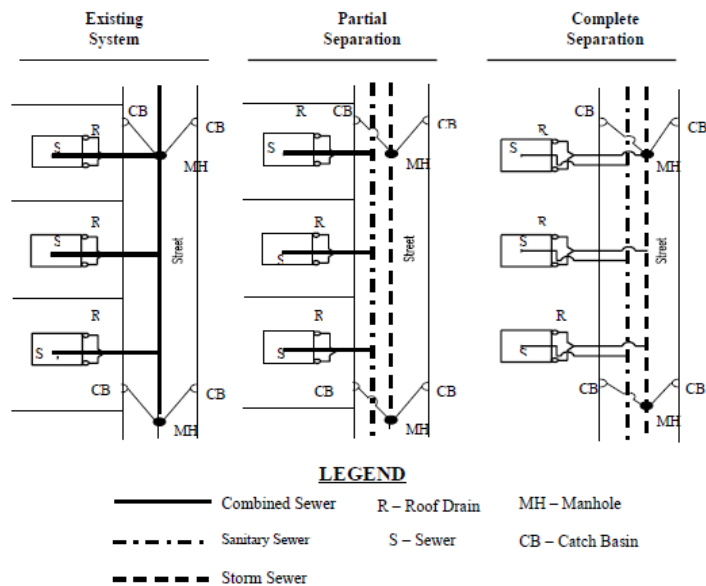 Existing
System
Partial
Separation
Complete
Separation
CB
R
CB
S
MH
R
S
Street
R
S
CB
CB
MH
R
CB
CB
S
MH
R
S
Street
R
S
CB
CB
MH
CB
CB
R
S
MH
R
S
Street
R
S
CB
CB
MH
LEGEND
Combined Sewer
R – Roof Drain
MH – Manhole
Sanitary Sewer
S – Sewer
CB – Catch Basin
Storm Sewer